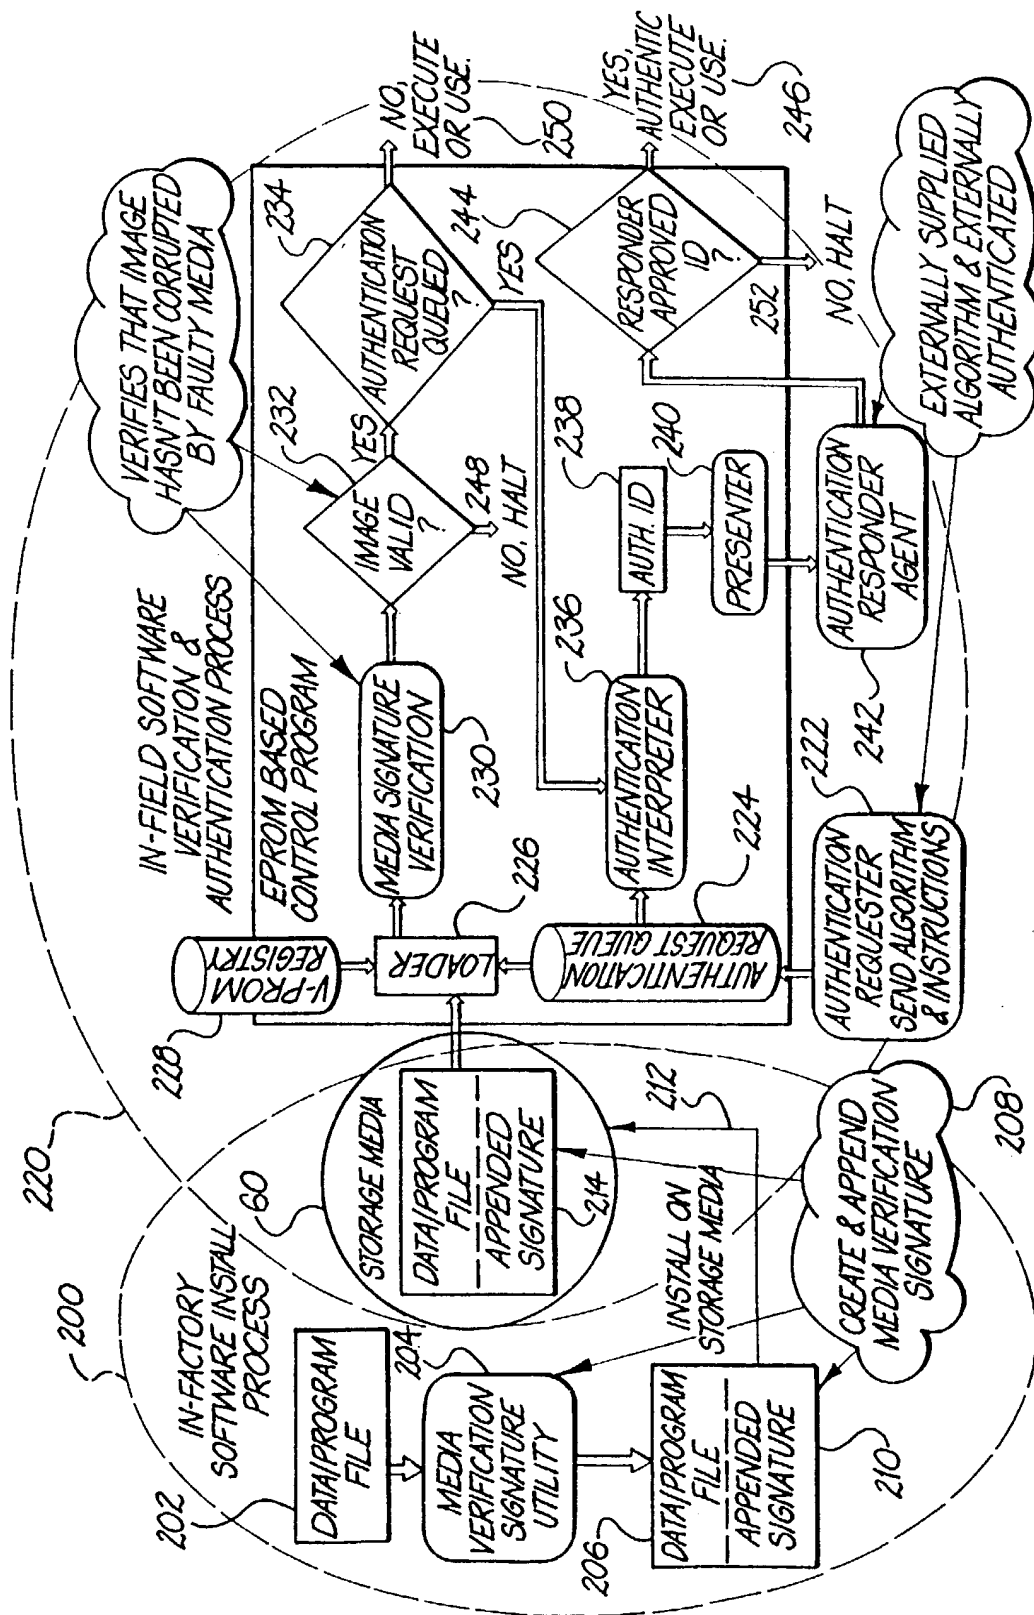 200
IN-FACTORY
SOFTWARE INSTALL
PROCESS
202
DATA/PROGRAM
FILE
204
MEDIA
VERIFICATION
SIGNATURE
UTILITY
206
DATA/PROGRAM
FILE
APPENDED
SIGNATURE
210
INSTALL ON
STORAGE MEDIA
212
CREATE & APPEND
MEDIA VERIFICATION
SIGNATURE
208
60
STORAGE MEDIA
DATA/PROGRAM
FILE
APPENDED
SIGNATURE
214
220
IN-FIELD SOFTWARE
VERIFICATION &
AUTHENTICATION PROCESS
228
V-PROM
REGISTRY
EPROM BASED
CONTROL PROGRAM
LOADER
226
AUTHENTICATION
REQUEST QUEUE
224
AUTHENTICATION
REQUESTER
SEND ALGORITHM
& INSTRUCTIONS
222
MEDIA SIGNATURE
VERIFICATION
230
VERIFIES THAT IMAGE
HASN'T BEEN CORRUPTED
BY FAULTY MEDIA
232
IMAGE
VALID
?
YES
248
NO, HALT
234
AUTHENTICATION
REQUEST
QUEUED
?
YES
NO,
EXECUTE
OR USE.
250
AUTHENTICATION
INTERPRETER
236
AUTH. ID
238
PRESENTER
240
AUTHENTICATION
RESPONDER
AGENT
242
244
RESPONDER
APPROVED
ID
?
YES,
AUTHENTIC
EXECUTE
OR USE.
246
252
NO, HALT
EXTERNALLY SUPPLIED
ALGORITHM & EXTERNALLY
AUTHENTICATED